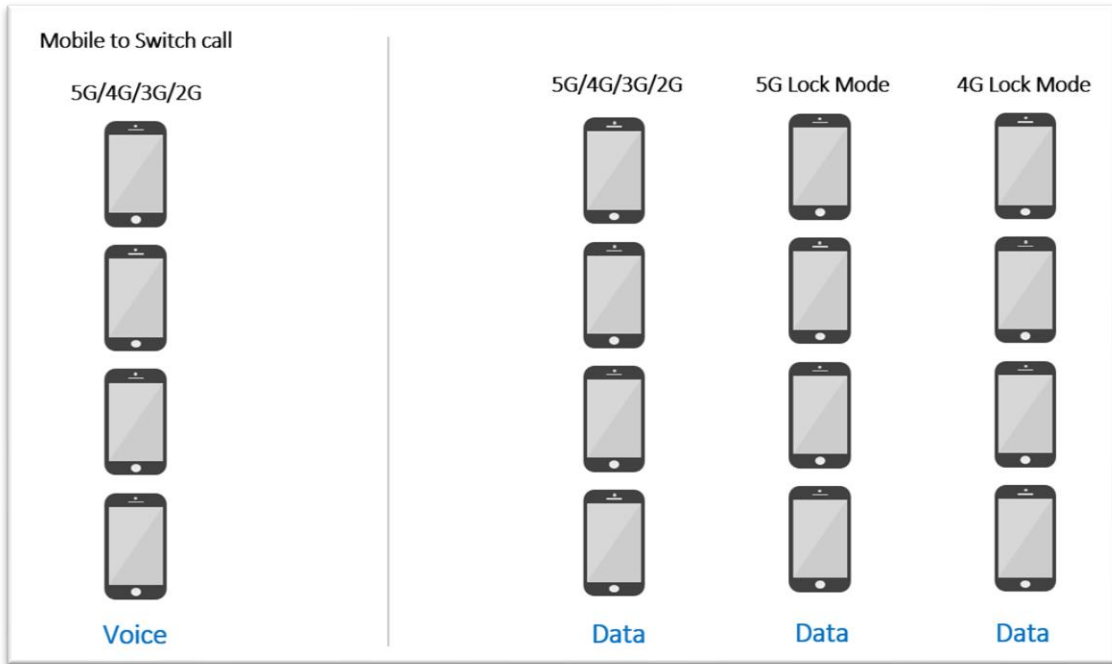 Mobile to Switch call
5G/4G/3G/2G
5G/4G/3G/2G
5G Lock Mode
4G Lock Mode
Voice
Data
Data
Data